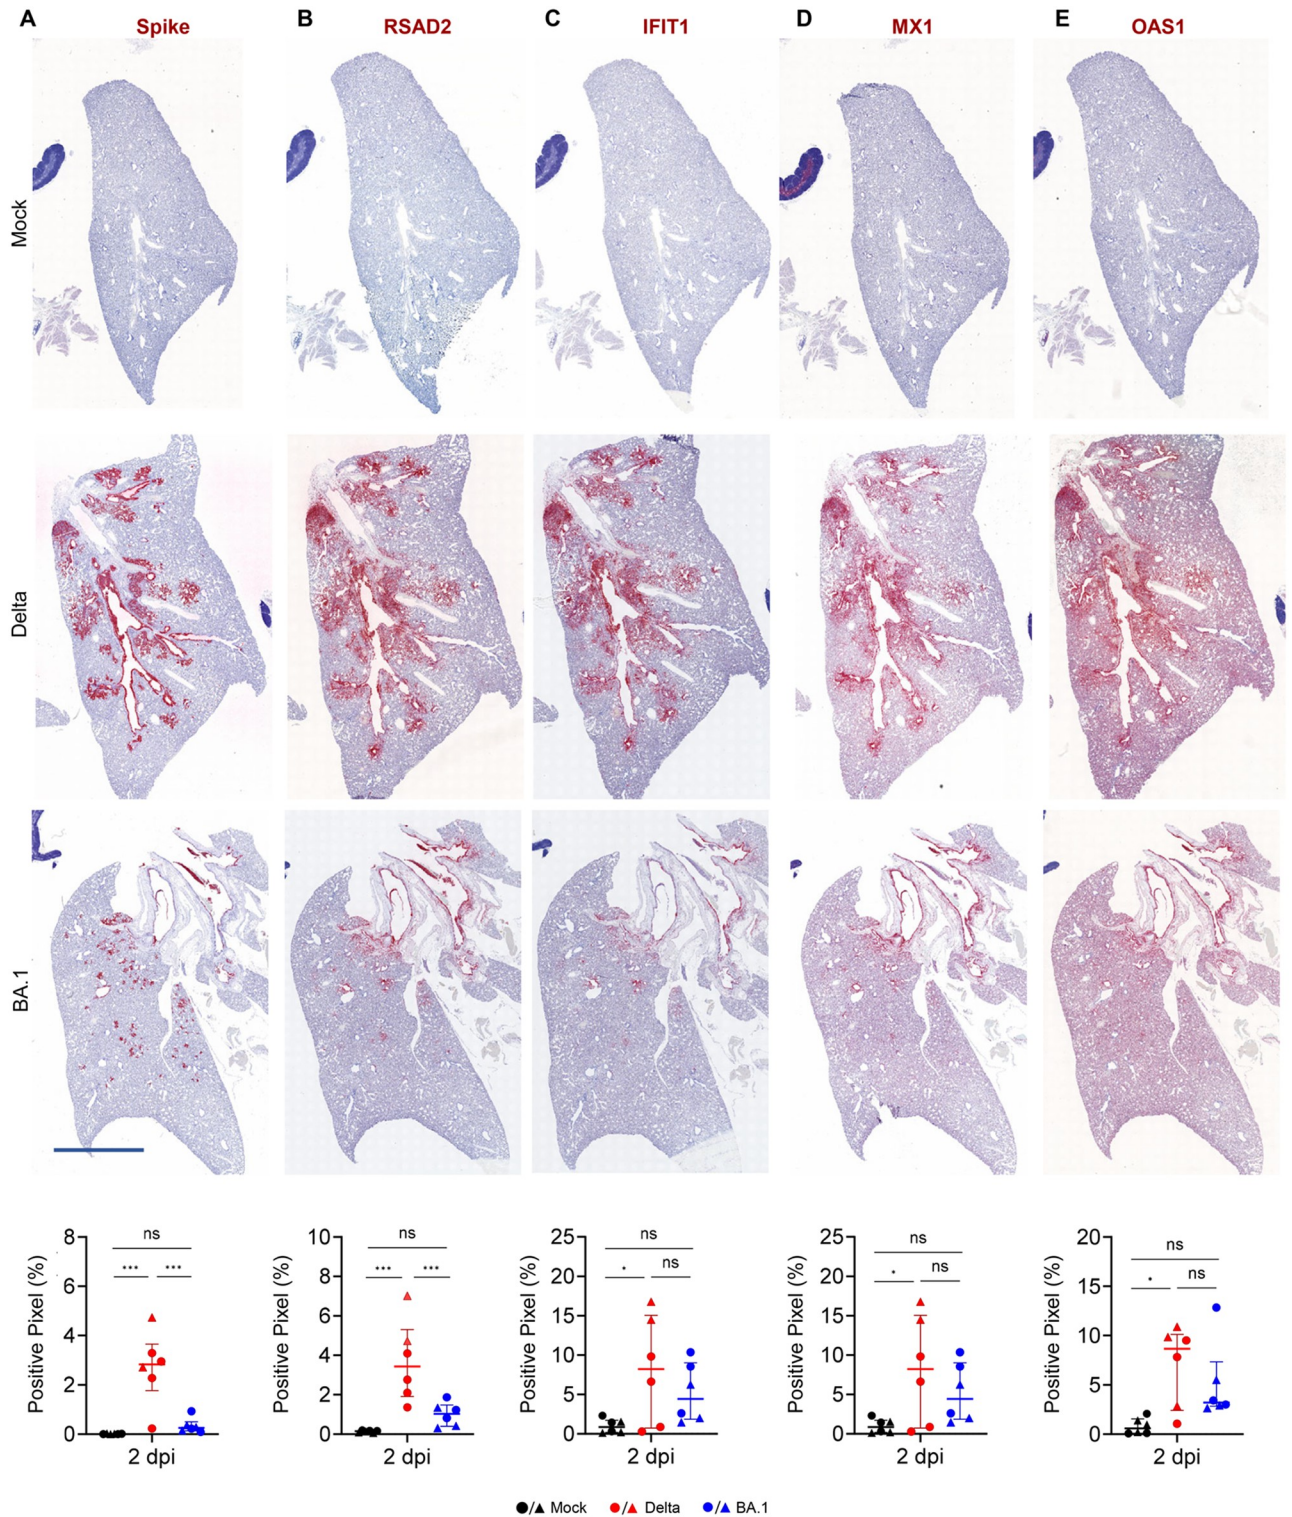 A Spike B RSAD2 C IFIT1 D MX1 E OAS1
Mock
Delta
BA.1
Positive Pixel (%)
8
6
4
2
0
ns
*** ***
2 dpi
Positive Pixel (%)
10
8
6
4
2
0
ns
*** ***
2 dpi
Positive Pixel (%)
25
20
15
10
5
0
ns
* ns
2 dpi
Positive Pixel (%)
25
20
15
10
5
0
ns
* ns
2 dpi
Positive Pixel (%)
20
15
10
5
0
ns
* ns
2 dpi
●/▲ Mock ●/▲ Delta ●/▲ BA.1